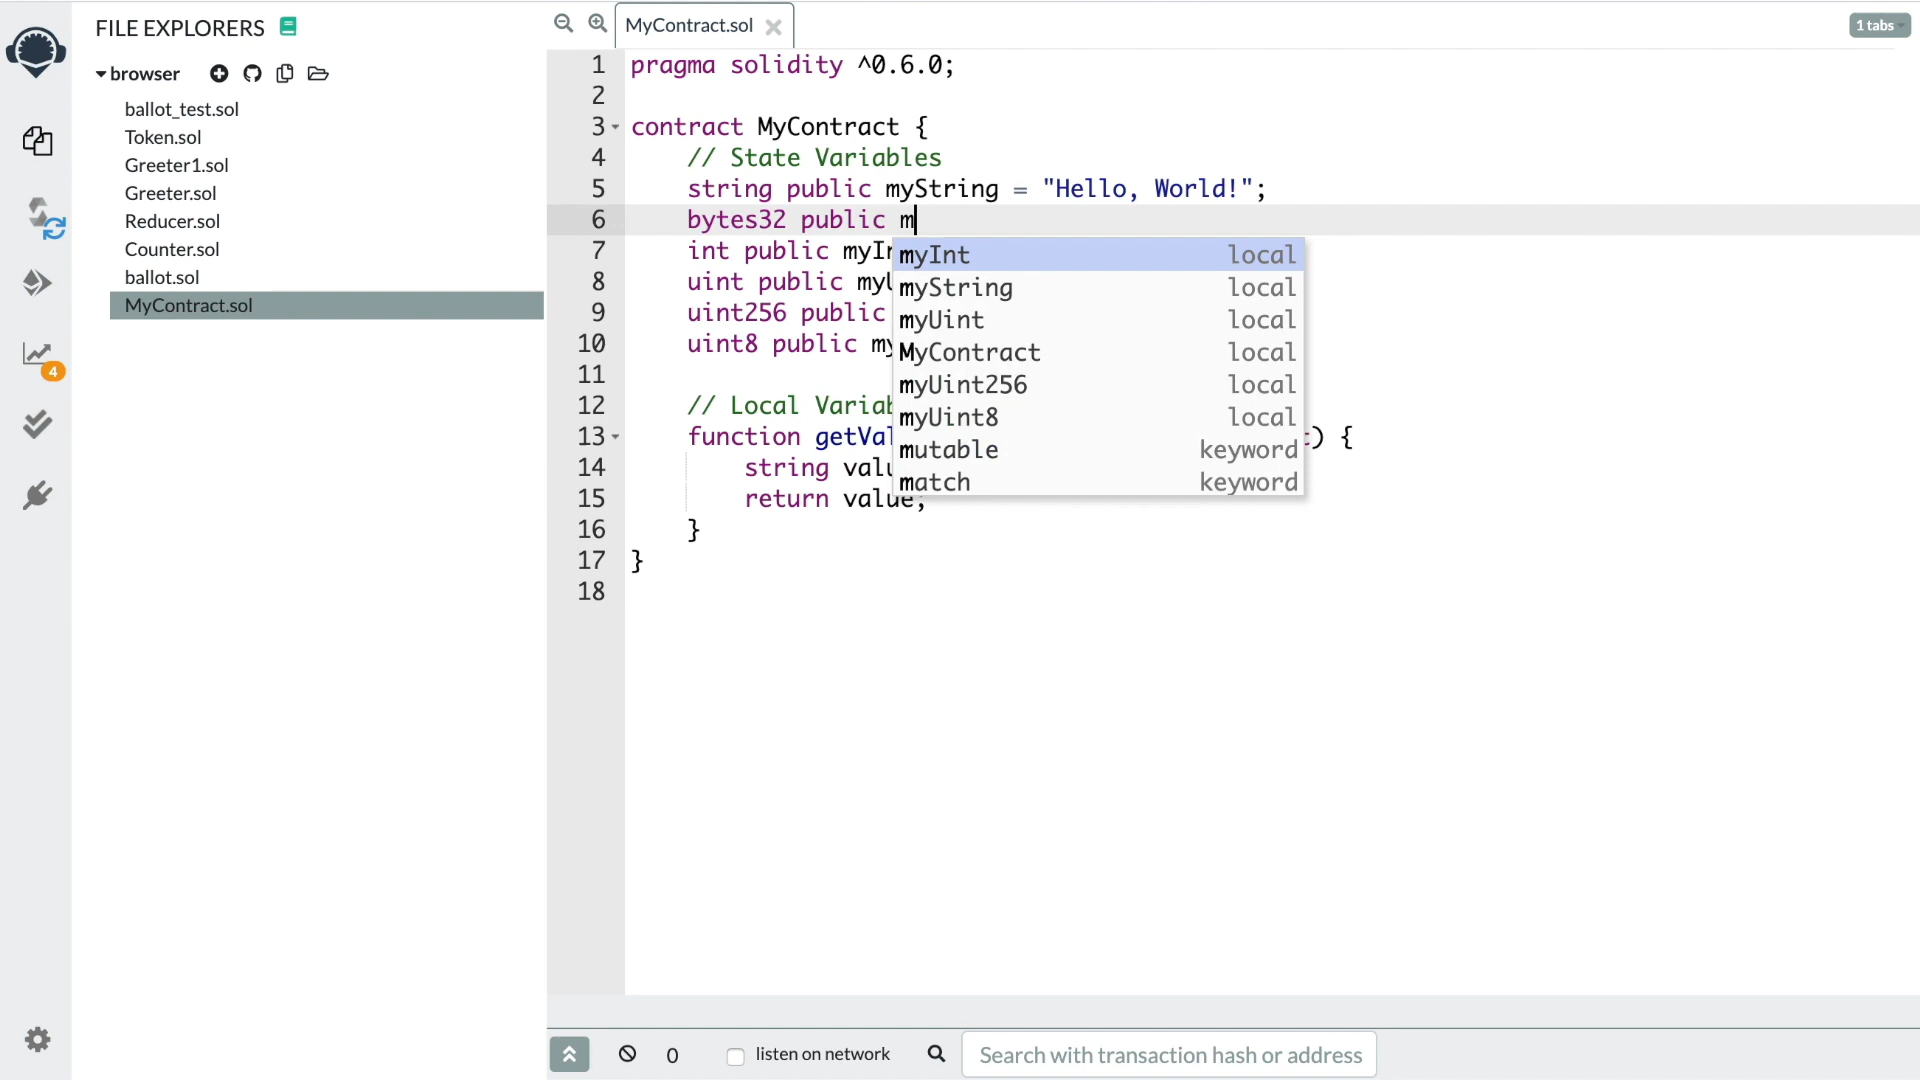 FILE EXPLORERS
browser
ballot_test.sol
Token.sol
Greeter1.sol
Greeter.sol
Reducer.sol
Counter.sol
ballot.sol
MyContract.sol
4
MyContract.sol
1 tabs
1 pragma solidity ^0.6.0;
2
3 contract MyContract {
4 // State Variables
5 string public myString = "Hello, World!";
6 bytes32 public m
7 int public myIn
8 uint public myU
9 uint256 public
10 uint8 public my
11
12 // Local Variab
13 function getVal t) {
14 string valu
15 return value;
16 }
17 }
18
myInt local
myString local
myUint local
MyContract local
myUint256 local
myUint8 local
mutable keyword
match keyword
0
listen on network
Search with transaction hash or address